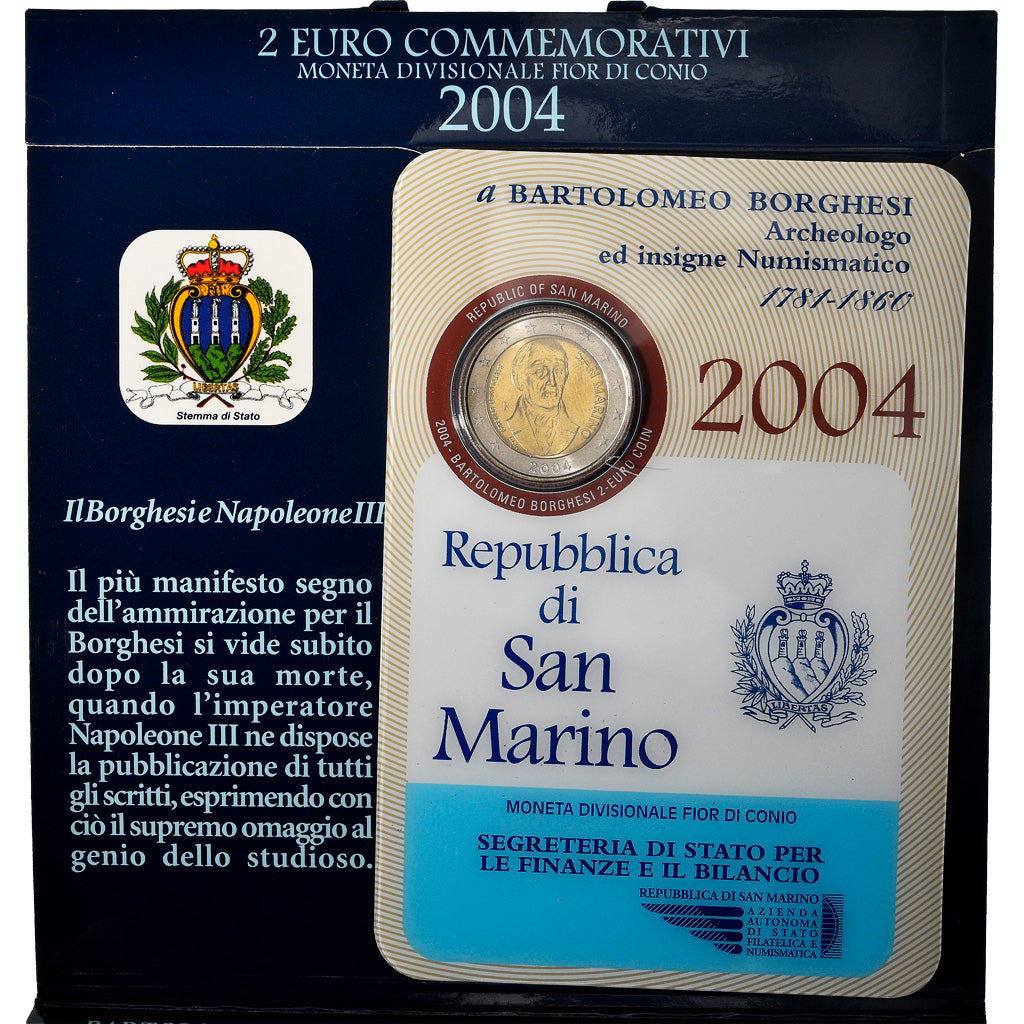 2 EURO COMMEMORATIVI
MONETA DIVISIONALE FIOR DI CONIO
2004
LIBERTAS
Stemma di Stato
Il Borghesi e Napoleone III
Il più manifesto segno
dell'ammirazione per il
Borghesi si vide subito
dopo la sua morte,
quando l'imperatore
Napoleone III ne dispose
la pubblicazione di tutti
gli scritti, esprimendo con
ciò il supremo omaggio al
genio dello studioso.
a BARTOLOMEO BORGHESI
Archeologo
ed insigne Numismatico
1781-1860
REPUBLIC OF SAN MARINO
SAN MARINO
2004
2004 - BARTOLOMEO BORGHESI 2-EURO COIN
2004
Repubblica
di
San
Marino
LIBERTAS
MONETA DIVISIONALE FIOR DI CONIO
SEGRETERIA DI STATO PER
LE FINANZE E IL BILANCIO
REPUBBLICA DI SAN MARINO
AZIENDA
AUTONOMA
DI STATO
FILATELICA E
NUMISMATICA